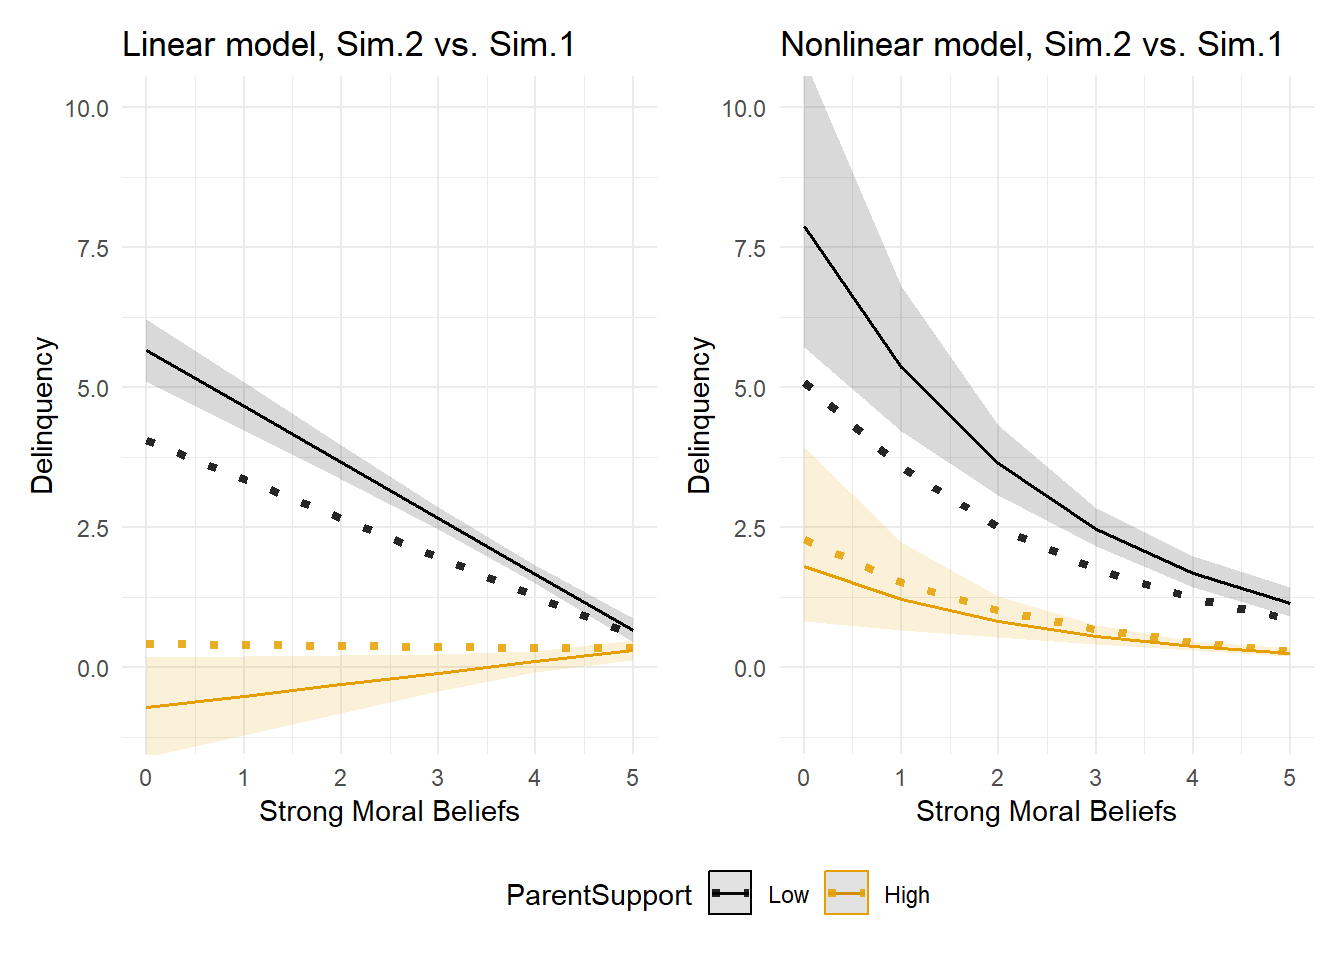 Linear model, Sim.2 vs. Sim.1
10.0
7.5
5.0
2.5
0.0
Delinquency
0 1 2 3 4 5
Strong Moral Beliefs
Nonlinear model, Sim.2 vs. Sim.1
10.0
7.5
5.0
2.5
0.0
Delinquency
0 1 2 3 4 5
Strong Moral Beliefs
ParentSupport Low High